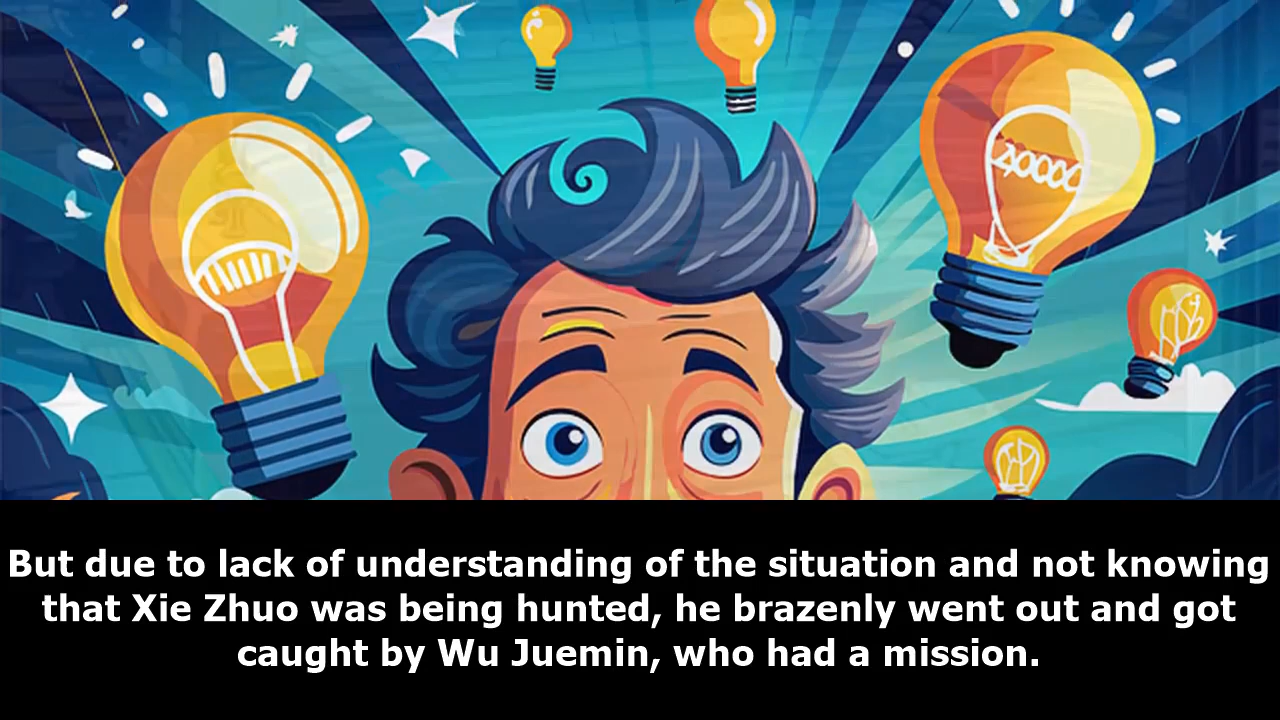 But due to lack of understanding of the situation and not knowing
that Xie Zhuo was being hunted, he brazenly went out and got
caught by Wu Juemin, who had a mission.